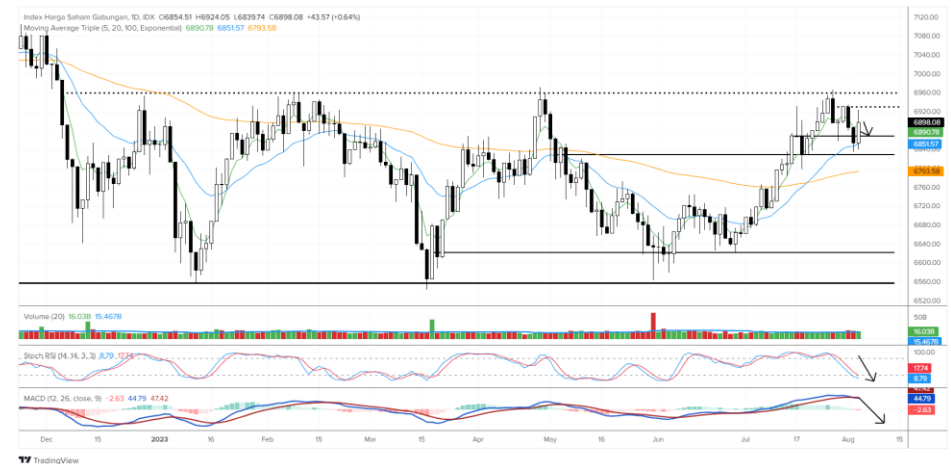 Index Harga Saham Gabungan, 1D, IDX O6854.51 H6924.05 L6839.74 C6898.08 +43.57 (+0.64%)
Moving Average Triple (5, 20, 100, Exponential) 6890.78 6851.57 6793.58
7120.00
7080.00
7040.00
7000.00
6960.00
6920.00
6898.08
6890.78
6851.57
6793.58
6760.00
6720.00
6680.00
6640.00
6600.00
6560.00
6520.00
Volume (20) 16.03B 15.467B
50B
16.03B
15.467B
Stoch RSI (14, 14, 3, 3) 8.79 17.74
100.00
17.74
8.79
MACD (12, 26, close, 9) -2.63 44.79 47.42
47.42
44.79
-2.63
Dec 15 2023 16 Feb 15 Mar 15 Apr 18 May 16 Jun 14 Jul 17 Aug 15
TradingView